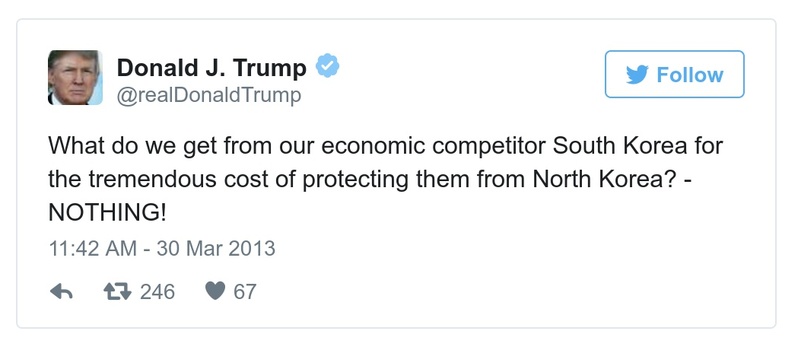 Donald J. Trump
@realDonaldTrump
Follow
What do we get from our economic competitor South Korea for
the tremendous cost of protecting them from North Korea? -
NOTHING!
11:42 AM - 30 Mar 2013
246 67